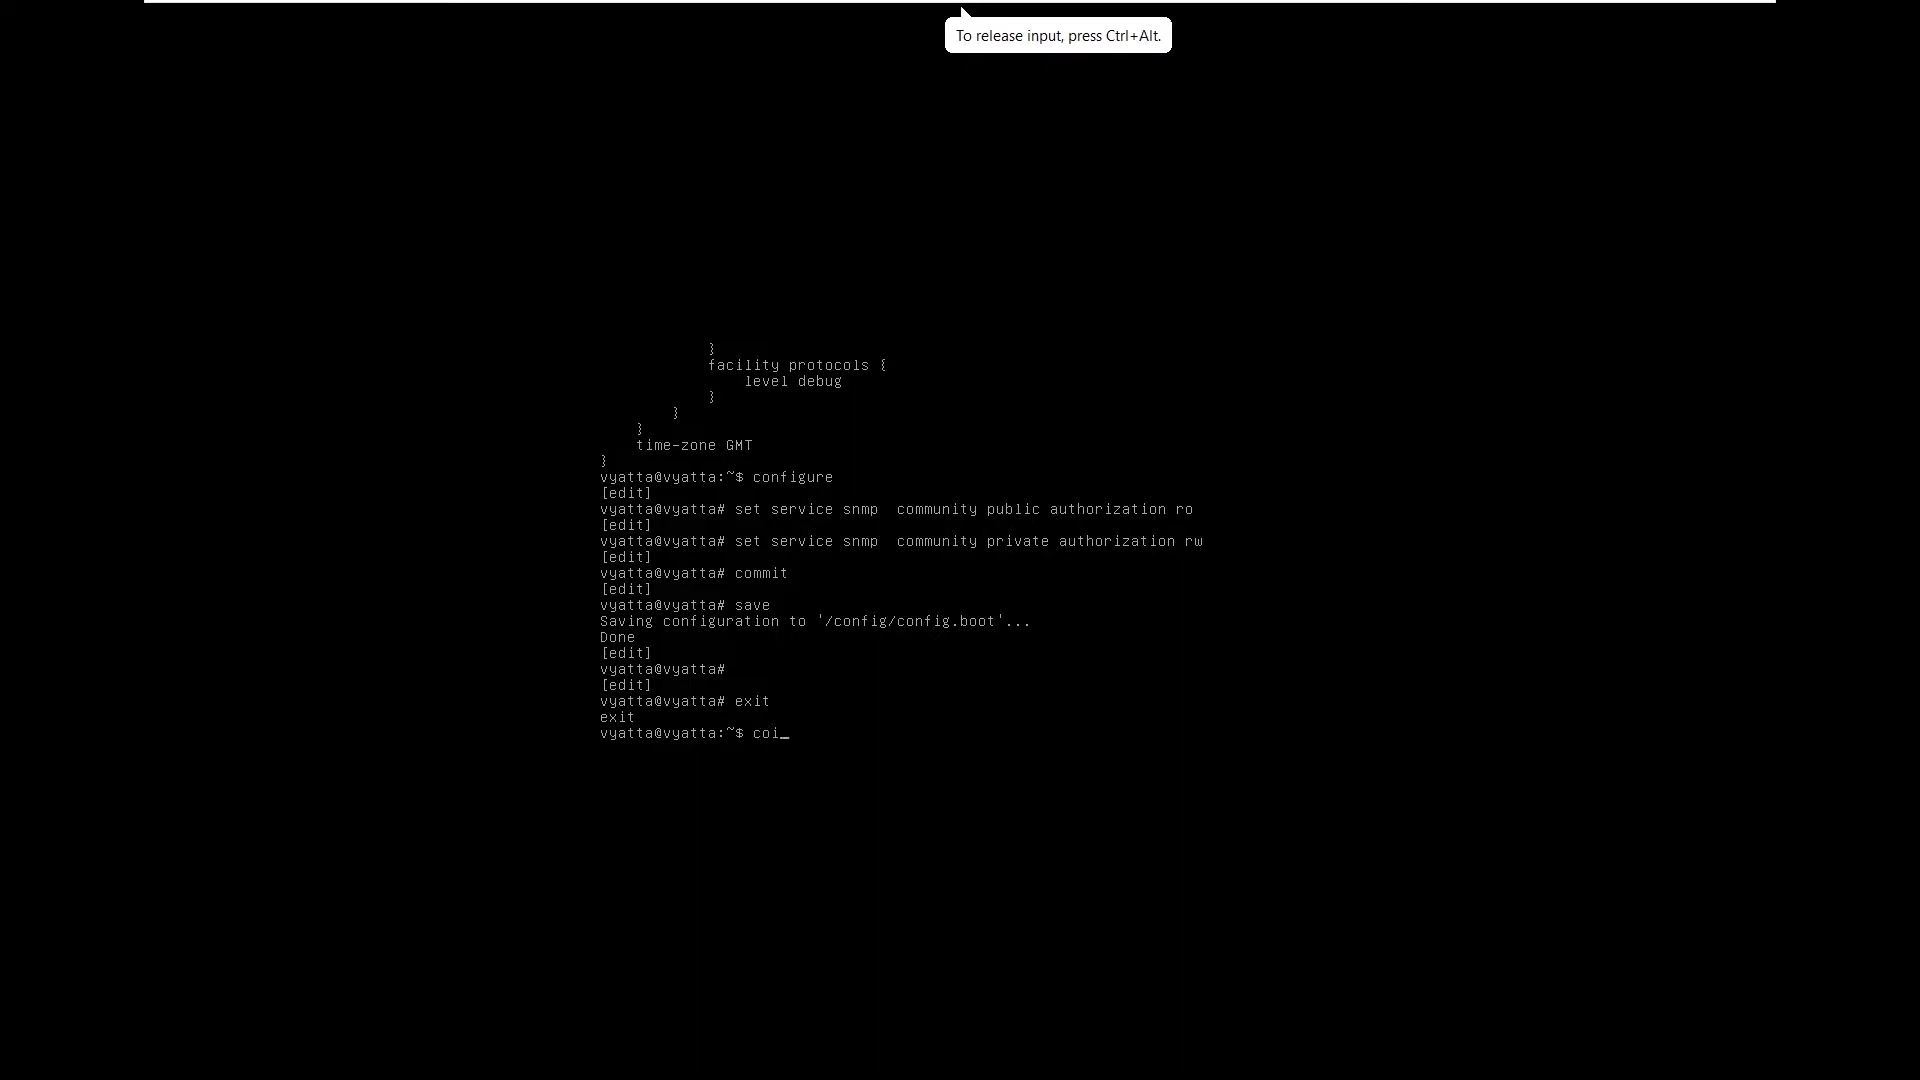 To release input, press Ctrl+Alt.
}
facility protocols {
level debug
}
}
}
time-zone GMT
}
vyatta@vyatta:~$ configure
[edit]
vyatta@vyatta# set service snmp  community public authorization ro
[edit]
vyatta@vyatta# set service snmp  community private authorization rw
[edit]
vyatta@vyatta# commit
[edit]
vyatta@vyatta# save
Saving configuration to '/config/config.boot'...
Done
[edit]
vyatta@vyatta#
[edit]
vyatta@vyatta# exit
exit
vyatta@vyatta:~$ coi_